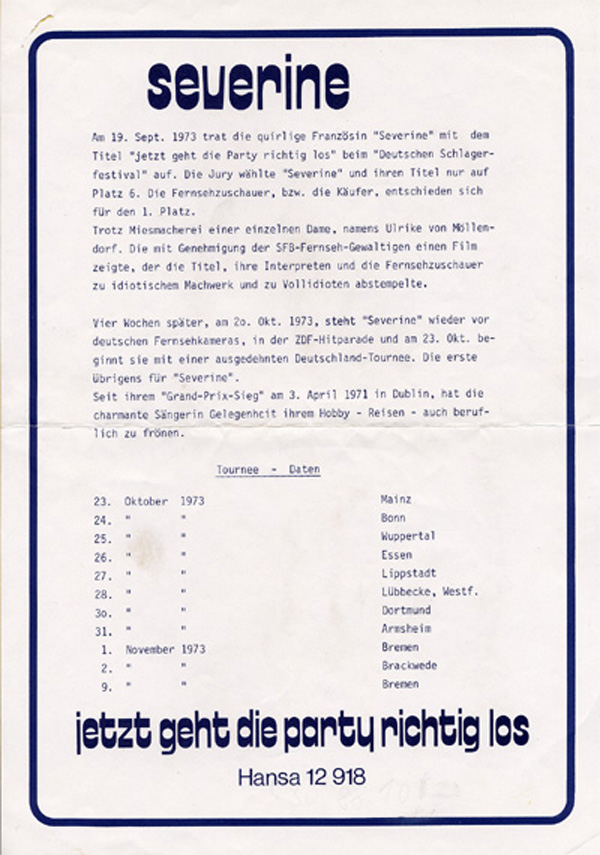 severine
Am 19. Sept. 1973 trat die quirlige Französin "Severine" mit dem
Titel "jetzt geht die Party richtig los" beim "Deutschen Schlager-
festival" auf. Die Jury wählte "Severine" und ihren Titel nur auf
Platz 6. Die Fernsehzuschauer, bzw. die Käufer, entschieden sich
für den 1. Platz.
Trotz Miesmacherei einer einzelnen Dame, namens Ulrike von Möllen-
dorf. Die mit Genehmigung der SFB-Fernseh-Gewaltigen einen Film
zeigte, der die Titel, ihre Interpreten und die Fernsehzuschauer
zu idiotischem Machwerk und zu Vollidioten abstempelte.
Vier Wochen später, am 2o. Okt. 1973, steht "Severine" wieder vor
deutschen Fernsehkameras, in der ZDF-Hitparade und am 23. Okt. be-
ginnt sie mit einer ausgedehnten Deutschland-Tournee. Die erste
übrigens für "Severine".
Seit ihrem "Grand-Prix-Sieg" am 3. April 1971 in Dublin, hat die
charmante Sängerin Gelegenheit ihrem Hobby - Reisen - auch beruf-
lich zu frönen.
Tournee - Daten
23. Oktober 1973 Mainz
24. " " Bonn
25. " " Wuppertal
26. " " Essen
27. " " Lippstadt
28. " " Lübbecke, Westf.
3o. " " Dortmund
31. " " Armsheim
1. November 1973 Bremen
2. " " Brackwede
9. " " Bremen
jetzt geht die party richtig los
Hansa 12 918